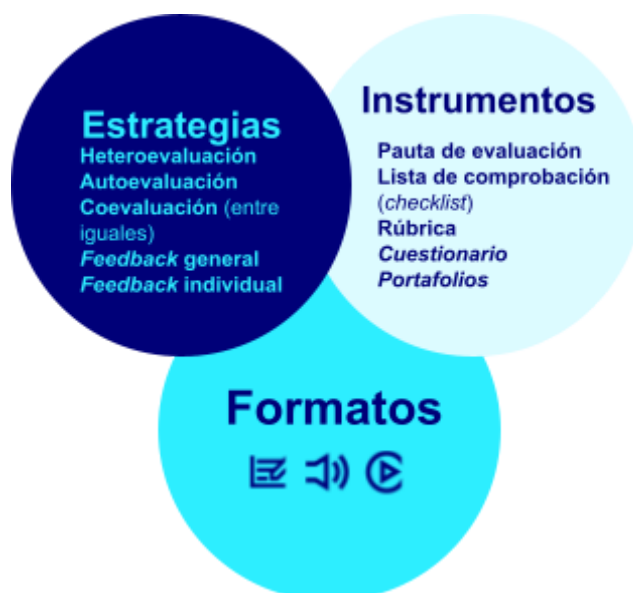 Estrategias
Heteroevaluación
Autoevaluación
Coevaluación (entre
iguales)
Feedback general
Feedback individual
Instrumentos
Pauta de evaluación
Lista de comprobación
(checklist)
Rúbrica
Cuestionario
Portafolios
Formatos